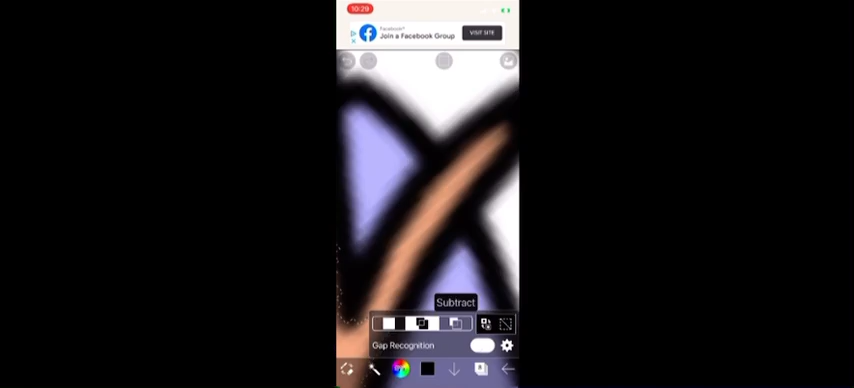 10:29
Facebook®
Join a Facebook Group
VISIT SITE
Subtract
Gap Recognition